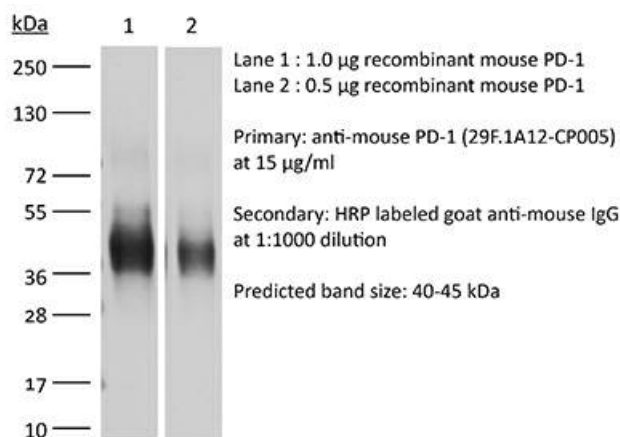 kDa
1 2
250
130
72
55
36
28
17
10
Lane 1 : 1.0 µg recombinant mouse PD-1
Lane 2 : 0.5 µg recombinant mouse PD-1
Primary: anti-mouse PD-1 (29F.1A12-CP005)
at 15 µg/ml
Secondary: HRP labeled goat anti-mouse IgG
at 1:1000 dilution
Predicted band size: 40-45 kDa